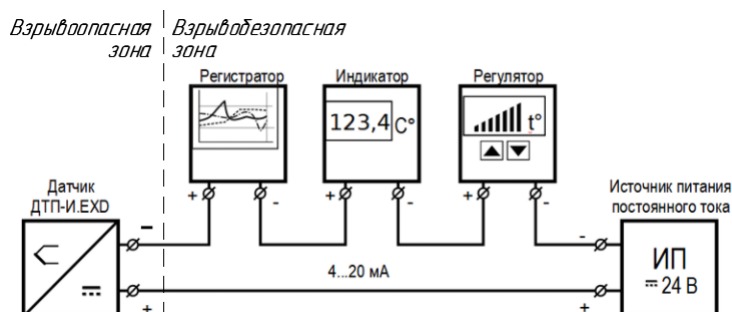 Взрывоопасная
зона
Взрывобезопасная
зона
Регистратор
Индикатор
Регулятор
123,4 C°
t°
+ -
+ -
+ -
Датчик
ДТП-И.EXD
Источник питания
постоянного тока
-
-
4...20 мА
ИП
= 24 В
+
+